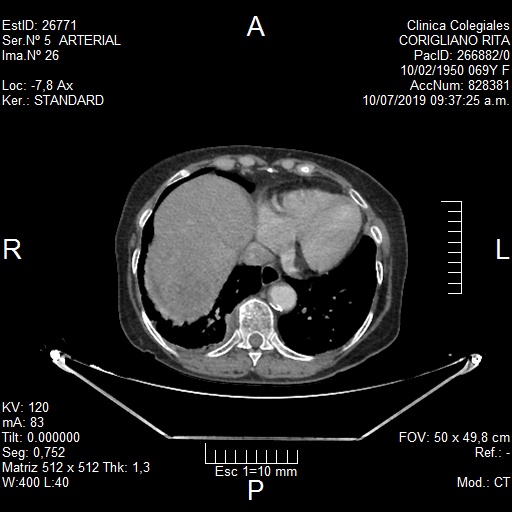 EstID: 26771
Ser.Nº 5 ARTERIAL
Ima.Nº 26
Loc: -7,8 Ax
Ker.: STANDARD
A
Clinica Colegiales
CORIGLIANO RITA
PacID: 266882/0
10/02/1950 069Y F
AccNum: 828381
10/07/2019 09:37:25 a.m.
R
L
KV: 120
mA: 83
Tilt: 0.000000
Seg: 0,752
Matriz 512 x 512 Thk: 1,3
W:400 L:40
Esc 1=10 mm
P
FOV: 50 x 49,8 cm
Ref.: -
Mod.: CT